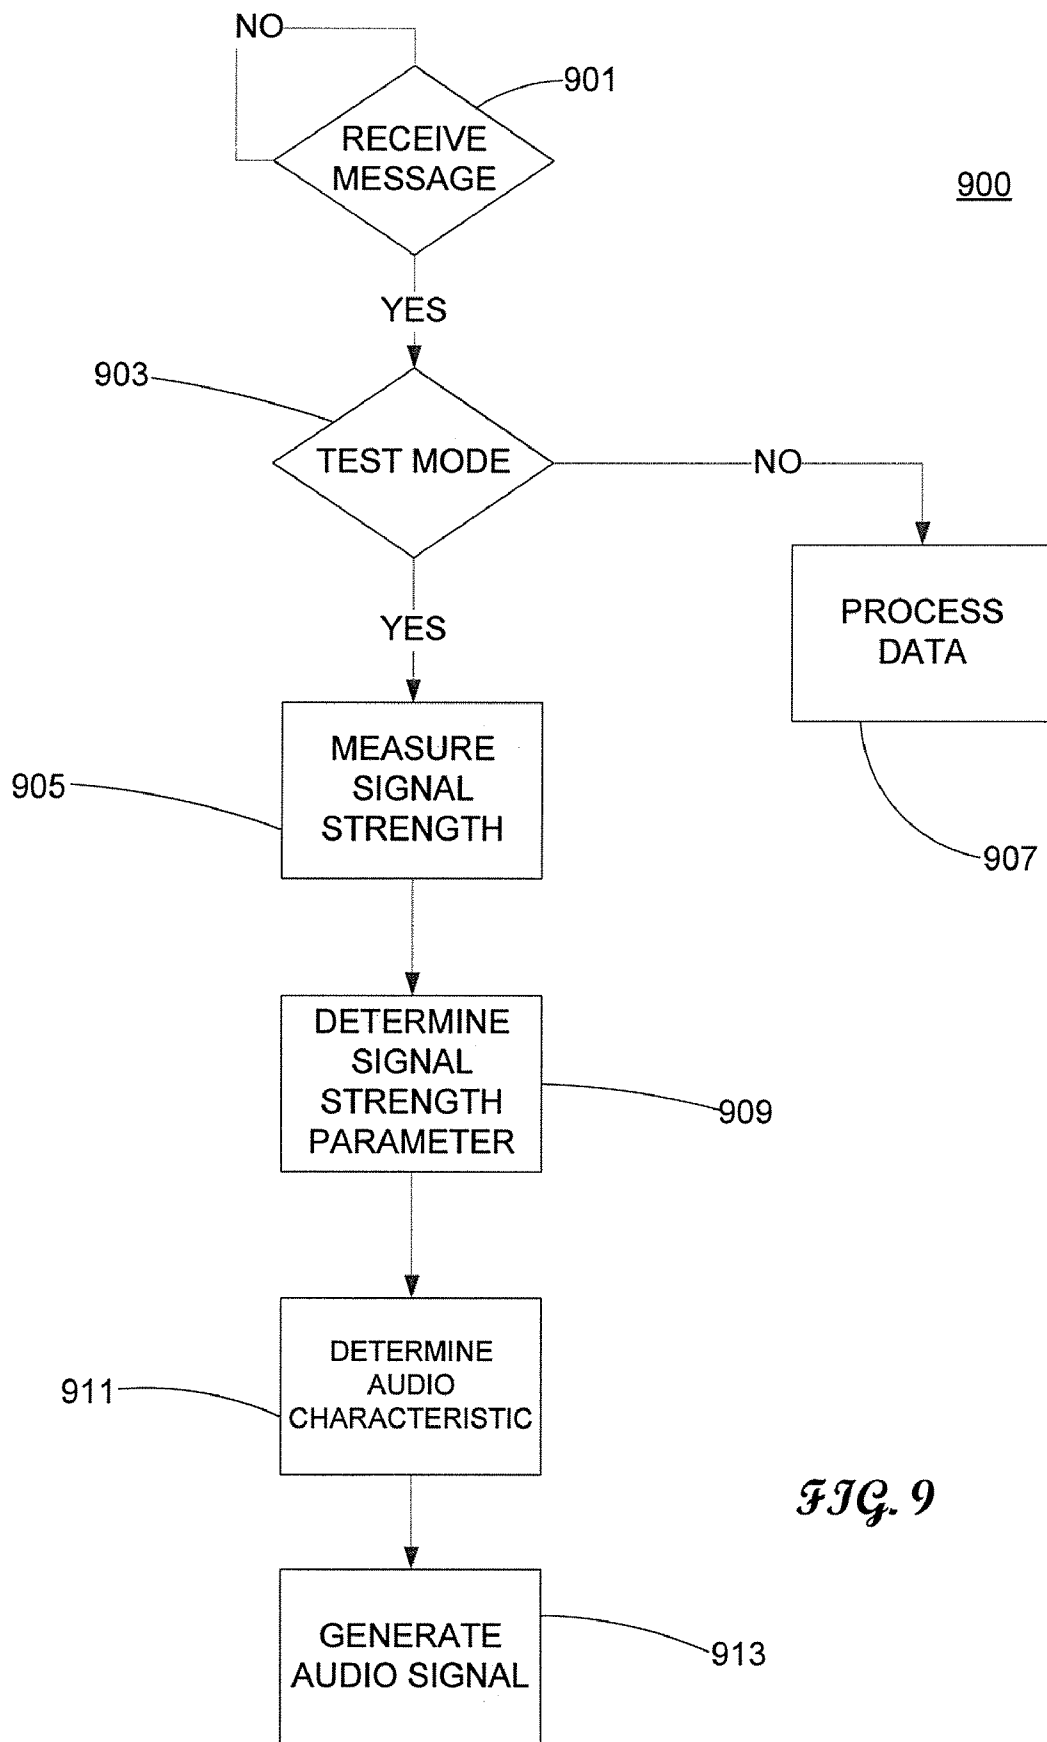 NO
901
RECEIVE
MESSAGE
900
YES
903
TEST MODE
NO
YES
PROCESS
DATA
MEASURE
SIGNAL
STRENGTH
905
907
DETERMINE
SIGNAL
STRENGTH
PARAMETER
909
DETERMINE
AUDIO
CHARACTERISTIC
911
FIG. 9
GENERATE
AUDIO SIGNAL
913